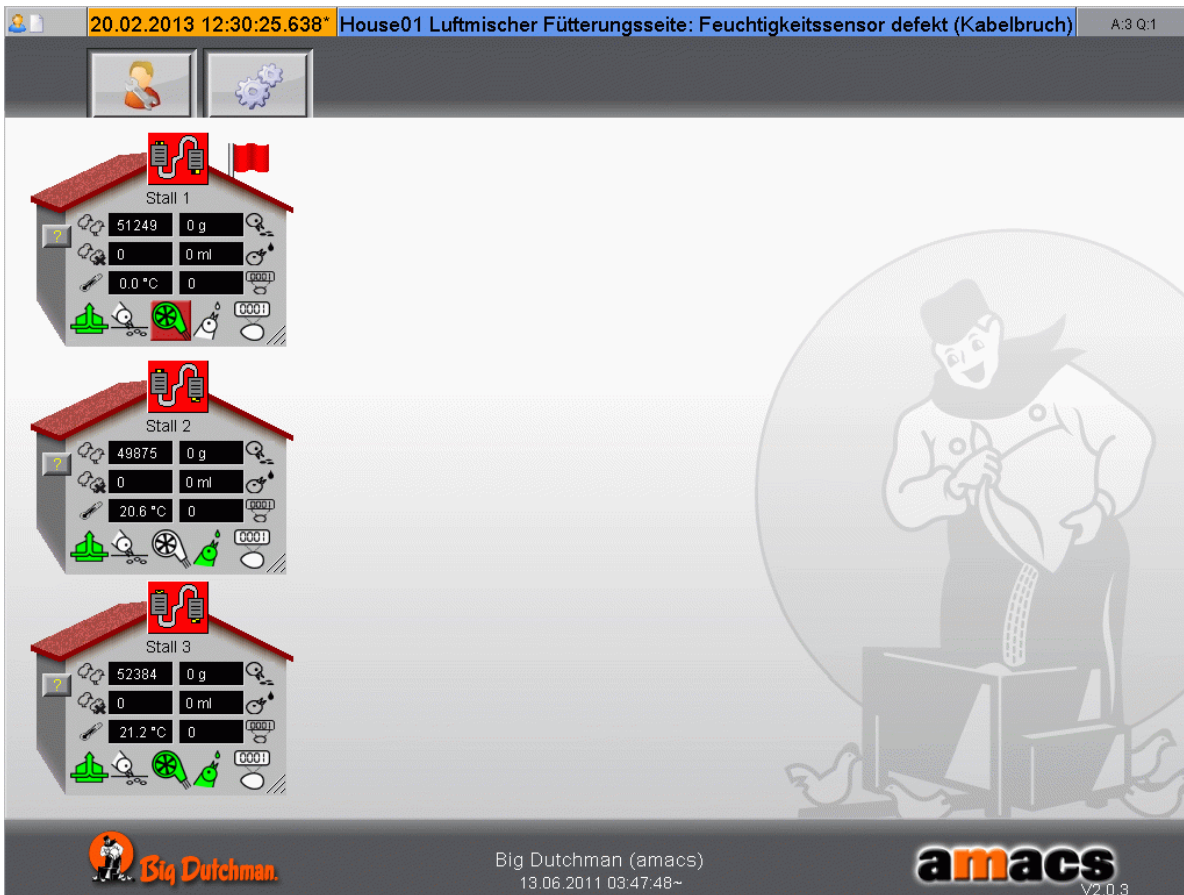 20.02.2013 12:30:25.638* House01 Luftmischer Fütterungsseite: Feuchtigkeitssensor defekt (Kabelbruch) A:3 Q:1
Stall 1
51249 0 g
? 0 0 ml
0.0 °C 0 0001
0001
Stall 2
49875 0 g
? 0 0 ml
20.6 °C 0 0001
0001
Stall 3
52384 0 g
? 0 0 ml
21.2 °C 0 0001
0001
Big Dutchman. Big Dutchman (amacs) amacs
13.06.2011 03:47:48~ V2.0.3